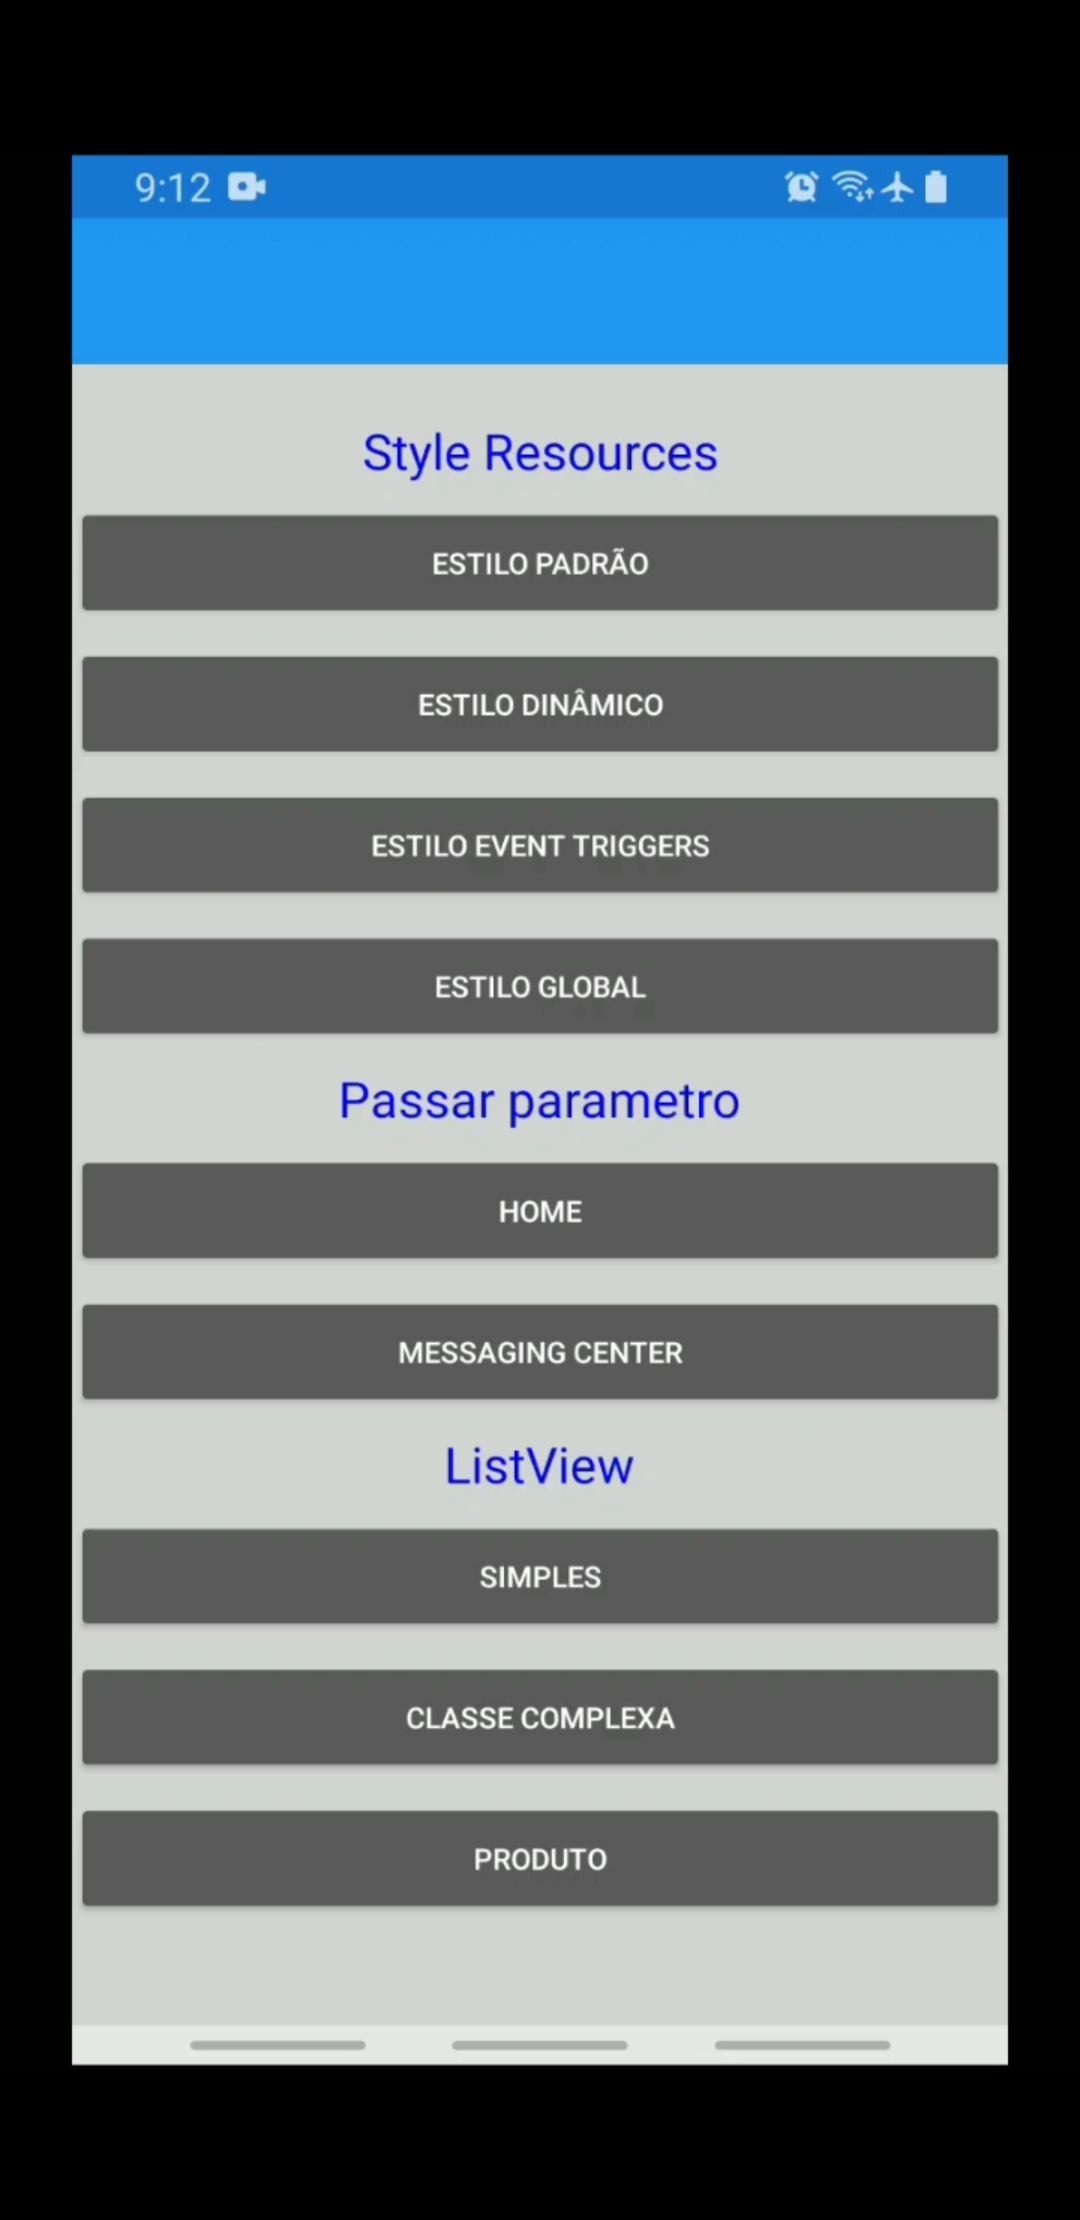 9:12
Style Resources
ESTILO PADRÃO
ESTILO DINÂMICO
ESTILO EVENT TRIGGERS
ESTILO GLOBAL
Passar parametro
HOME
MESSAGING CENTER
ListView
SIMPLES
CLASSE COMPLEXA
PRODUTO